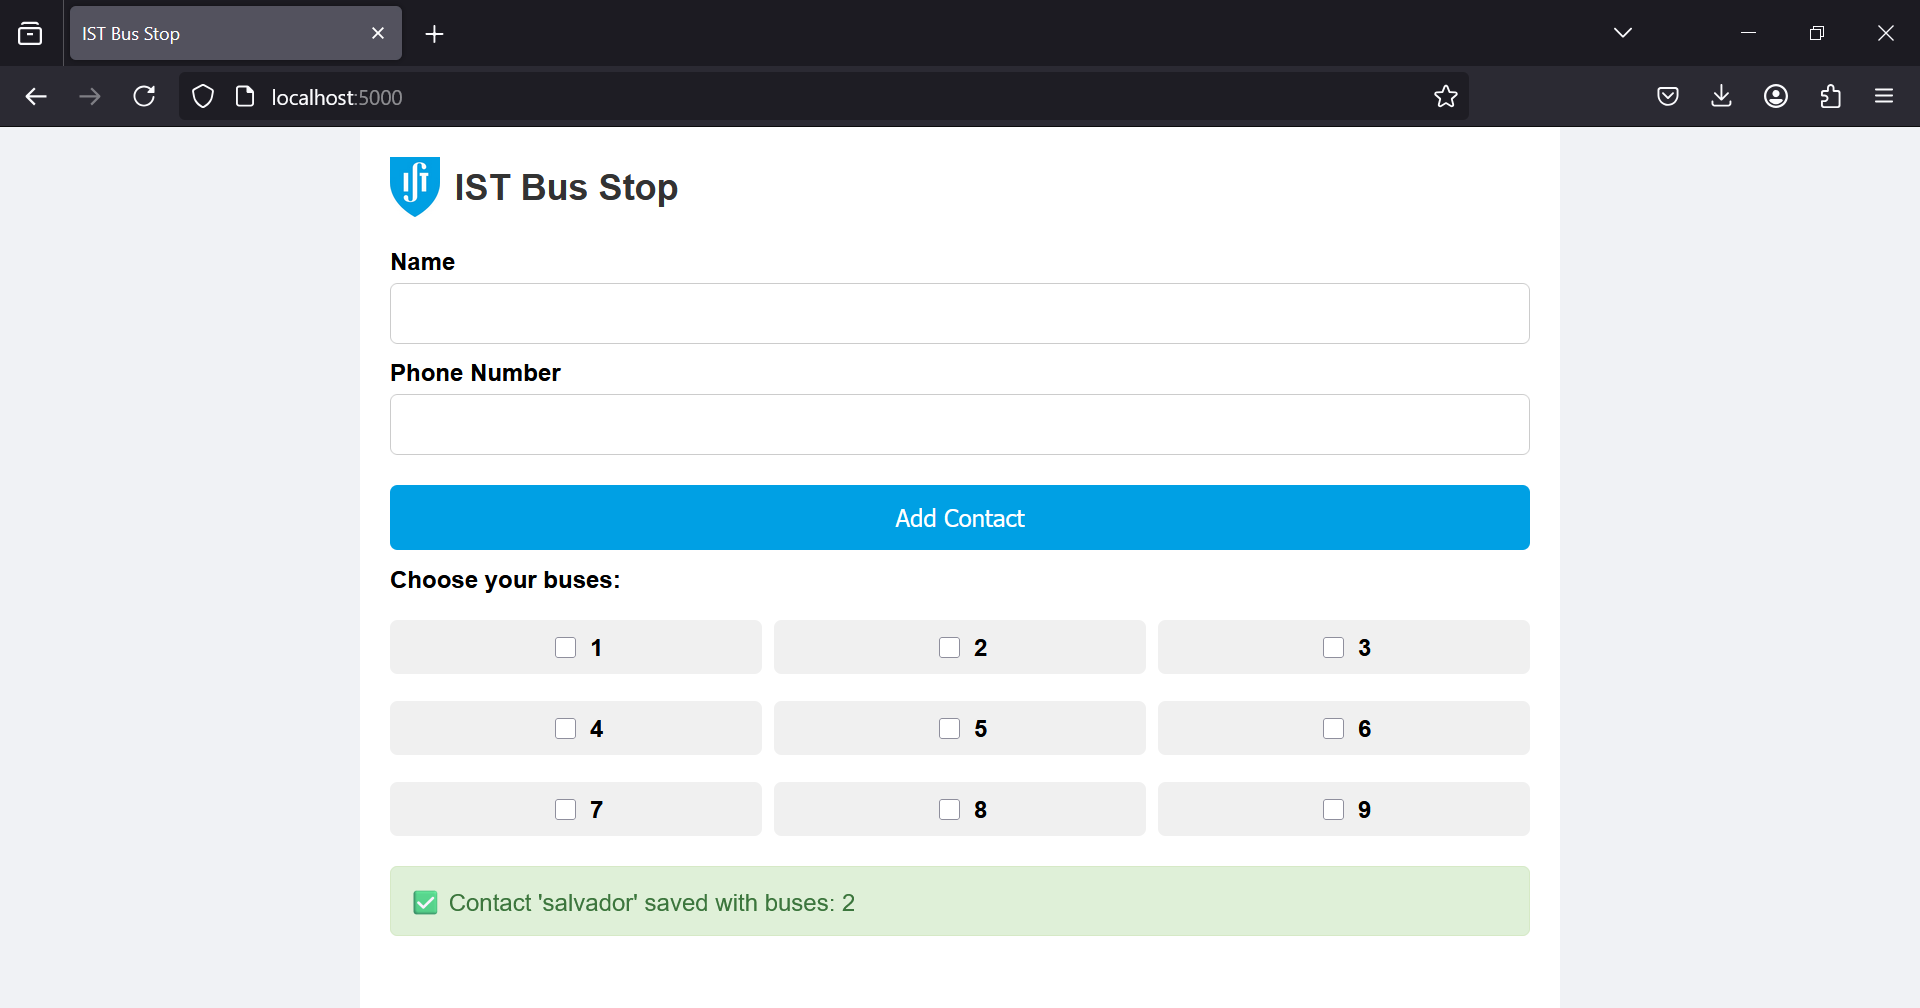 IST Bus Stop
localhost:5000
IST IST Bus Stop
Name
Phone Number
Add Contact
Choose your buses:
1 2 3
4 5 6
7 8 9
✅ Contact 'salvador' saved with buses: 2